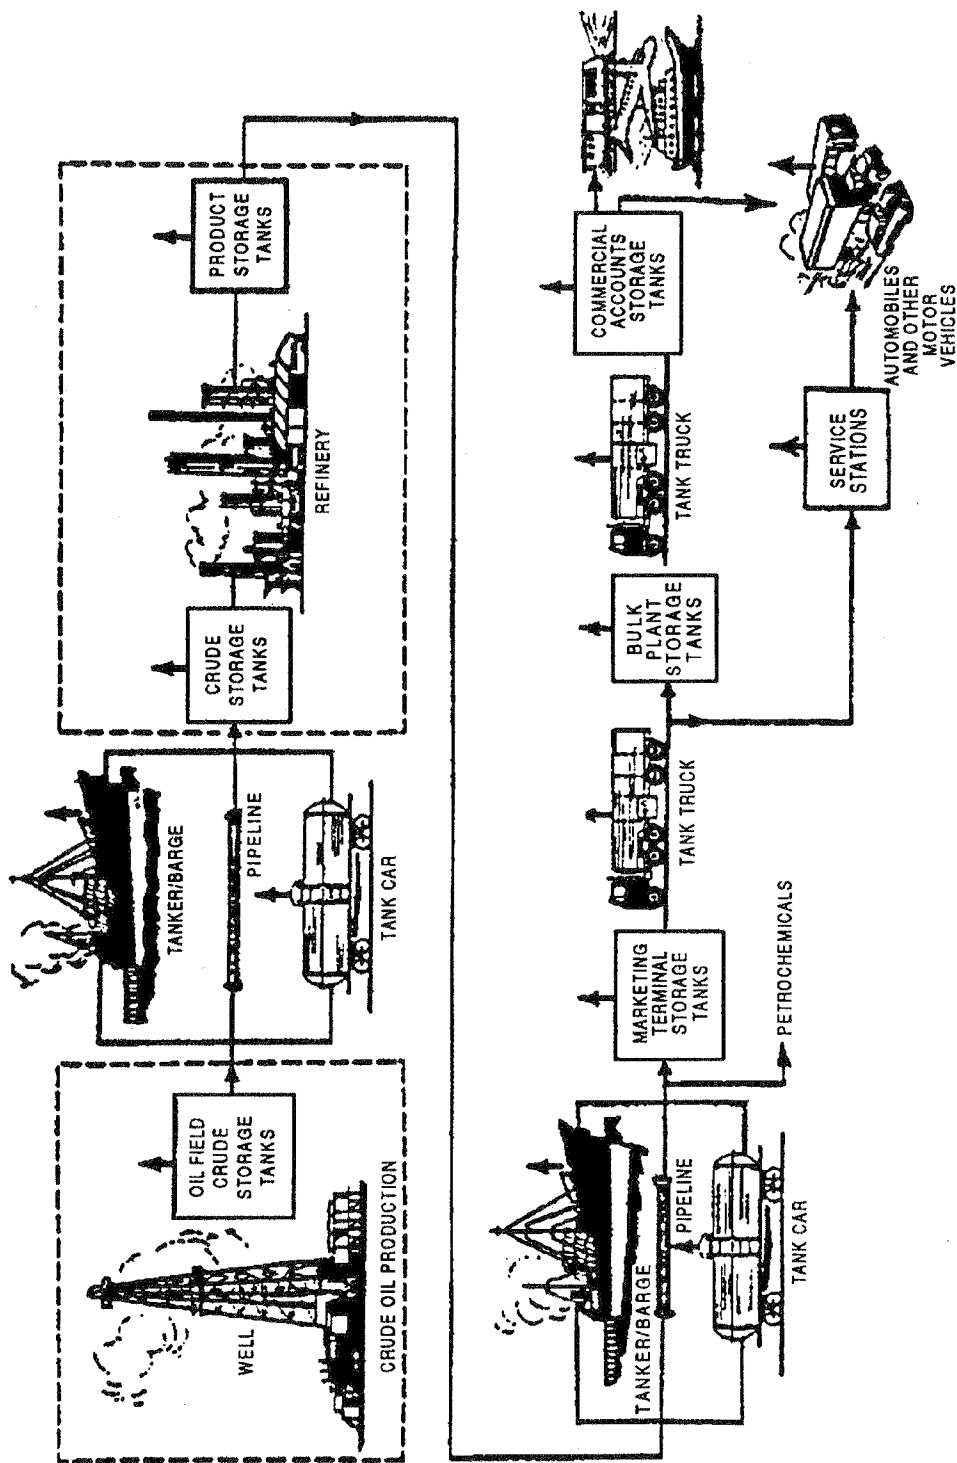 WELL
CRUDE OIL PRODUCTION
OIL FIELD
CRUDE
STORAGE
TANKS
TANKER/BARGE
PIPELINE
TANK CAR
CRUDE
STORAGE
TANKS
REFINERY
PRODUCT
STORAGE
TANKS
TANKER/BARGE
PIPELINE
TANK CAR
PETROCHEMICALS
MARKETING
TERMINAL
STORAGE
TANKS
TANK TRUCK
BULK
PLANT
STORAGE
TANKS
TANK TRUCK
COMMERCIAL
ACCOUNTS
STORAGE
TANKS
SERVICE
STATIONS
AUTOMOBILES
AND OTHER
MOTOR
VEHICLES